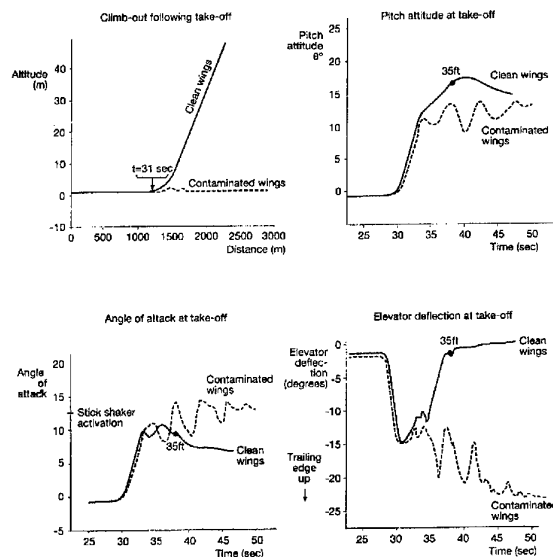 Climb-out following take-off
Altitude
(m)
40
30
20
10
0
-10
Clean wings
t=31 sec
Contaminated wings
0 500 1000 1500 2000 2500 3000
Distance (m)
Pitch attitude at take-off
Pitch
attitude
θ°
20
15
10
5
0
35ft
Clean wings
Contaminated
wings
25 30 35 40 45 50
Time (sec)
Angle of attack at take-off
Angle
of
attack
20
15
10
5
0
-5
Stick shaker
activation
Contaminated
wings
35ft
Clean
wings
25 30 35 40 45 50
Time (sec)
Elevator deflection at take-off
Elevator
deflec-
tion
(degrees)
0
-5
-10
-15
-20
-25
Trailing
edge
up
35ft
Clean
wings
Contaminated
wings
25 30 35 40 45 50
Time (sec)